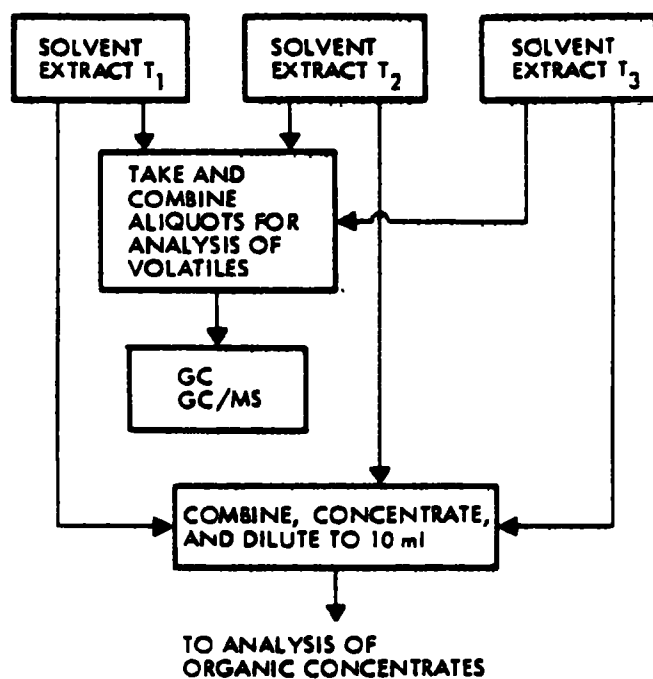 SOLVENT
EXTRACT T1
SOLVENT
EXTRACT T2
SOLVENT
EXTRACT T3
TAKE AND
COMBINE
ALIQUOTS FOR
ANALYSIS OF
VOLATILES
GC
GC/MS
COMBINE, CONCENTRATE,
AND DILUTE TO 10 ml
TO ANALYSIS OF
ORGANIC CONCENTRATES